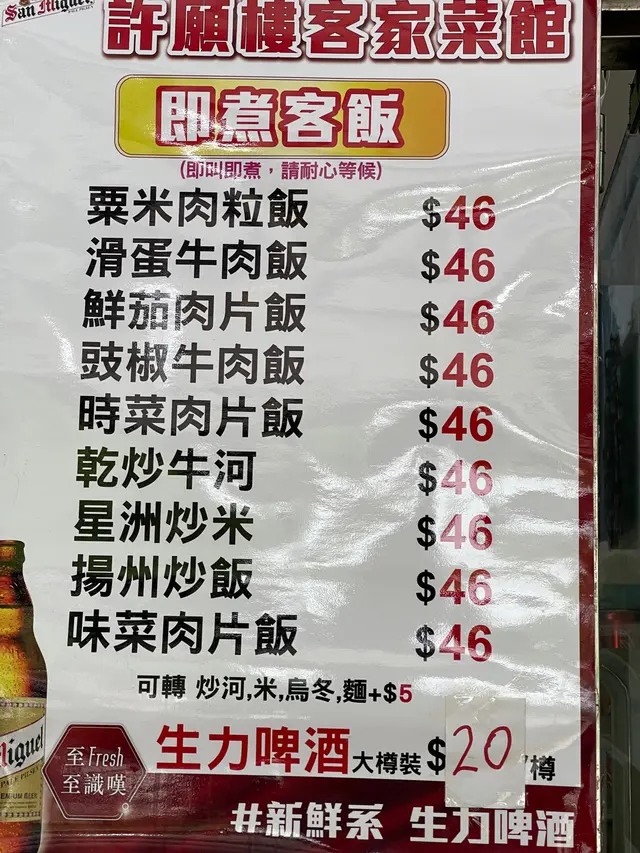 San Miguel
許願樓客家菜館
即煮客飯
(即叫即煮，請耐心等候)
粟米肉粒飯 $46
滑蛋牛肉飯 $46
鮮茄肉片飯 $46
豉椒牛肉飯 $46
時菜肉片飯 $46
乾炒牛河 $46
星洲炒米 $46
揚州炒飯 $46
味菜肉片飯 $46
可轉 炒河,米,烏冬,麵+$5
生力啤酒 大樽裝 $20/樽
至Fresh
至識嘆
#新鮮系 生力啤酒